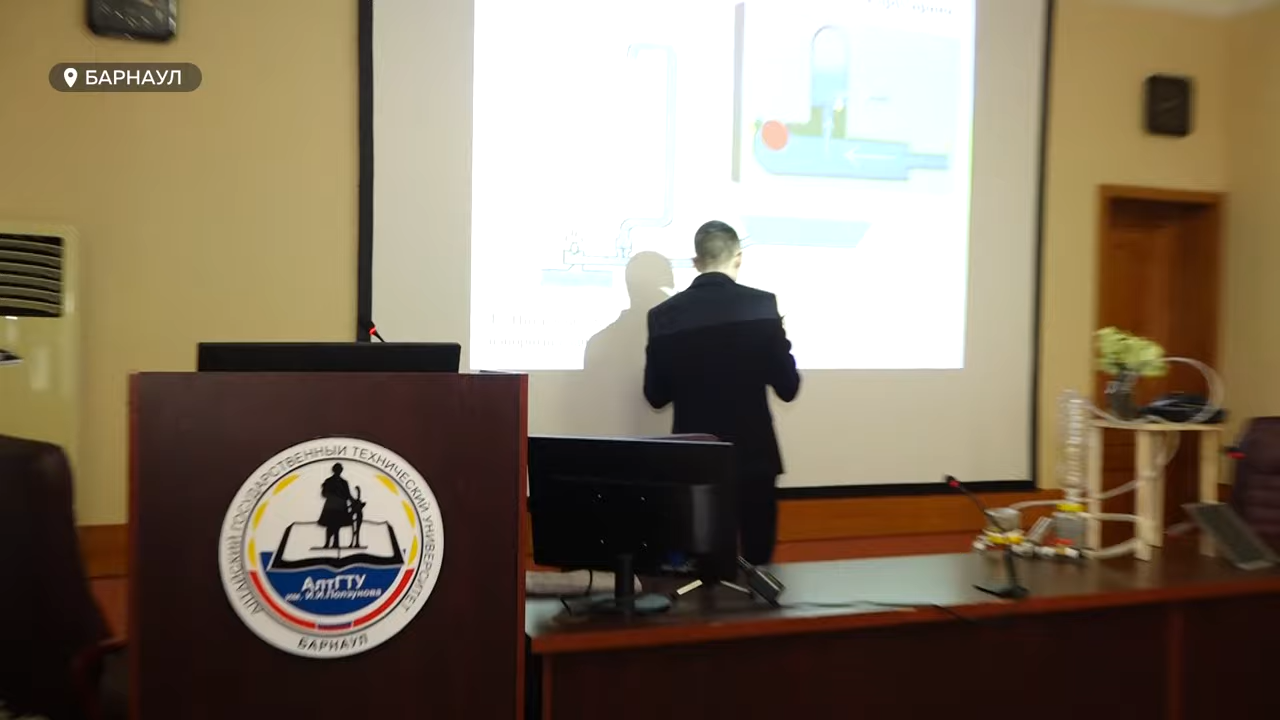 БАРНАУЛ
АЛТАЙСКИЙ ГОСУДАРСТВЕННЫЙ ТЕХНИЧЕСКИЙ УНИВЕРСИТЕТ
АлтГТУ
им. И.И.Ползунова
БАРНАУЛ